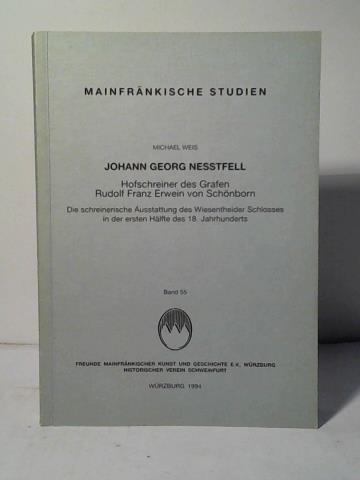 MAINFRÄNKISCHE STUDIEN
MICHAEL WEIS
JOHANN GEORG NESSTFELL
Hofschreiner des Grafen
Rudolf Franz Erwein von Schönborn
Die schreinerische Ausstattung des Wiesentheider Schlosses
in der ersten Hälfte des 18. Jahrhunderts
Band 55
FREUNDE MAINFRÄNKISCHER KUNST UND GESCHICHTE E.V. WÜRZBURG
HISTORISCHER VEREIN SCHWEINFURT
WÜRZBURG 1994